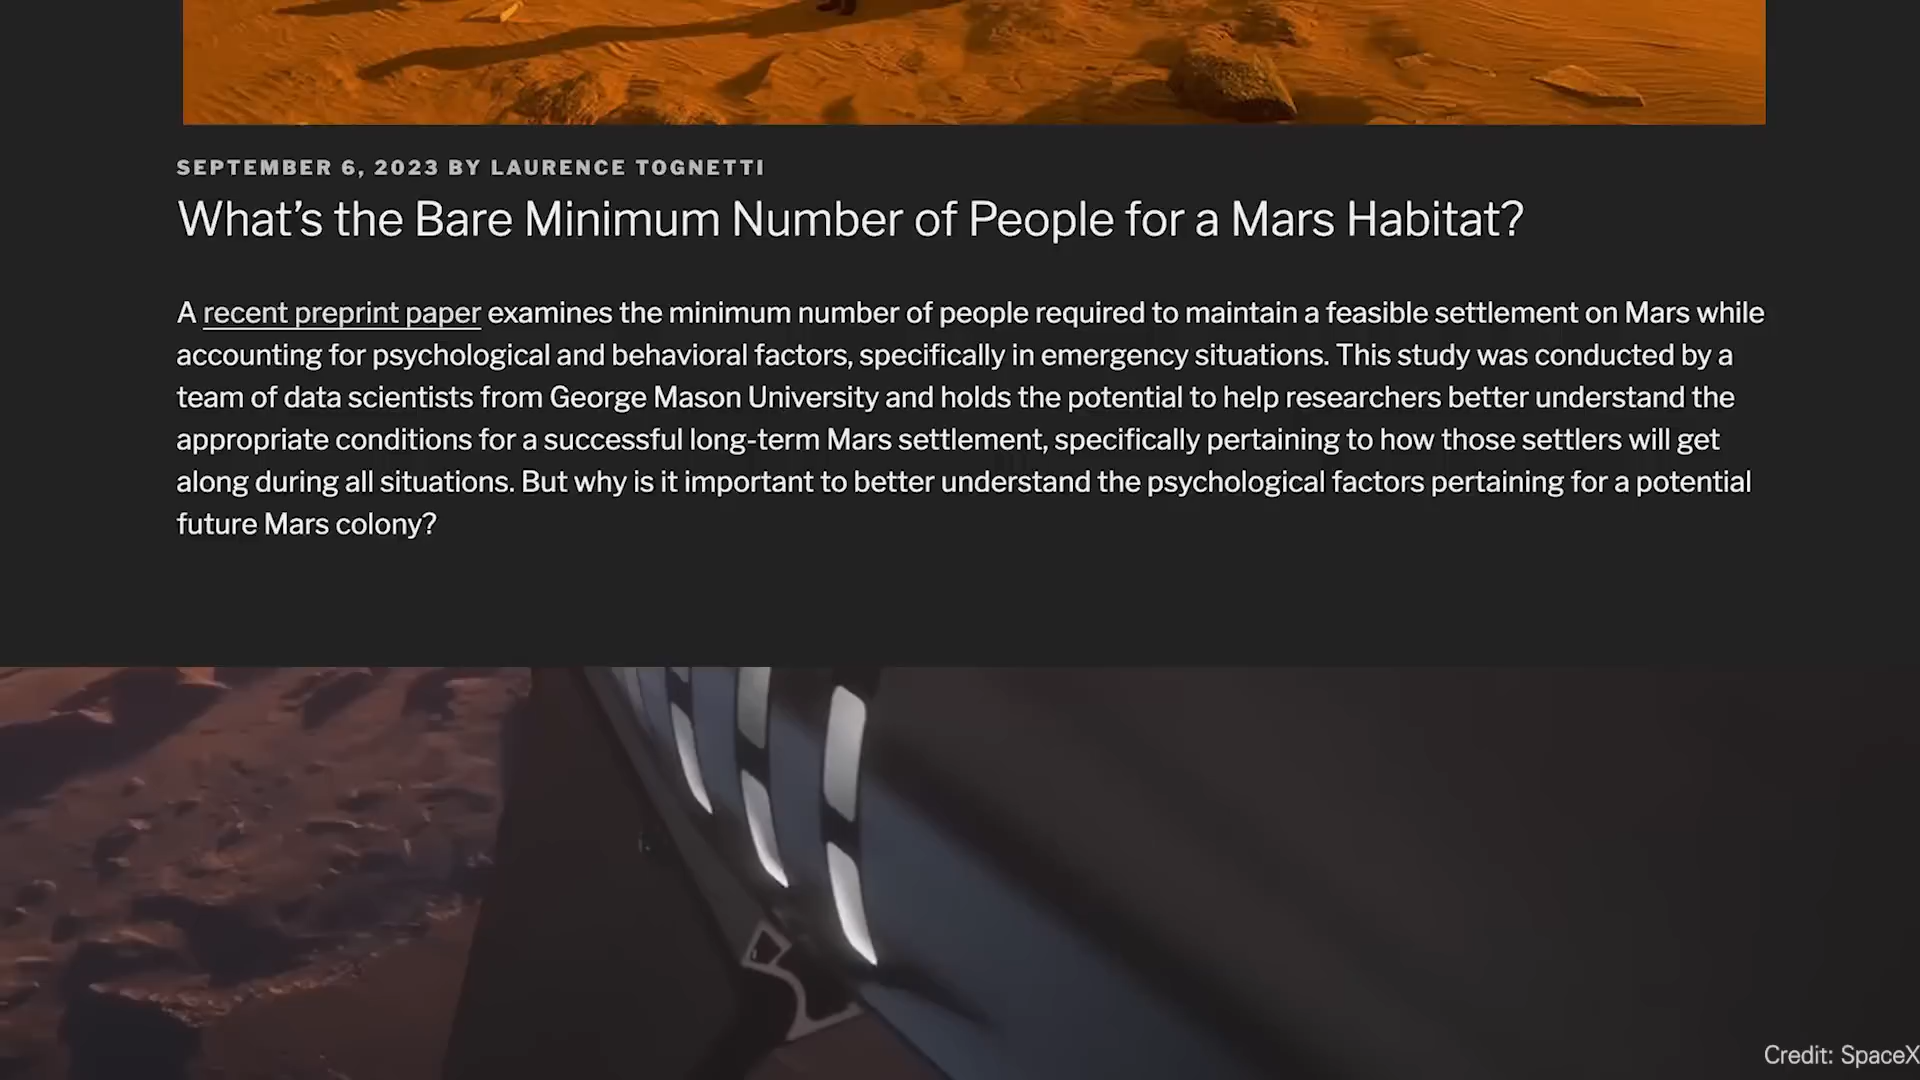 SEPTEMBER 6, 2023 BY LAURENCE TOGNETTI
What’s the Bare Minimum Number of People for a Mars Habitat?
A recent preprint paper examines the minimum number of people required to maintain a feasible settlement on Mars while
accounting for psychological and behavioral factors, specifically in emergency situations. This study was conducted by a
team of data scientists from George Mason University and holds the potential to help researchers better understand the
appropriate conditions for a successful long-term Mars settlement, specifically pertaining to how those settlers will get
along during all situations. But why is it important to better understand the psychological factors pertaining for a potential
future Mars colony?
Credit: SpaceX